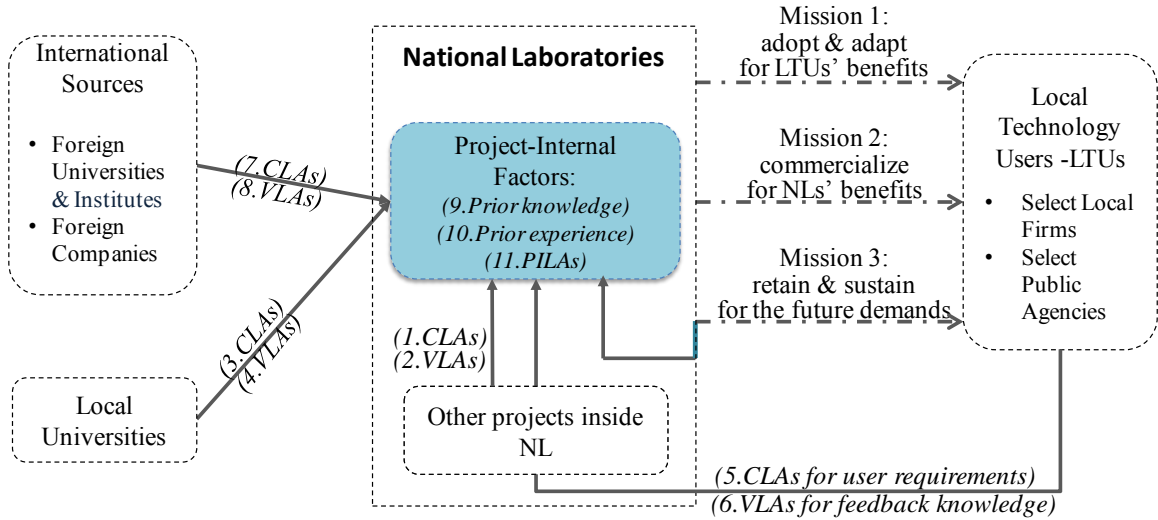 International
Sources
• Foreign
Universities
& Institutes
• Foreign
Companies
Local
Universities
(7.CLAs)
(8.VLAs)
(3.CLAs)
(4.VLAs)
National Laboratories
Project-Internal
Factors:
(9.Prior knowledge)
(10.Prior experience)
(11.PILAs)
(1.CLAs)
(2.VLAs)
Other projects inside
NL
Mission 1:
adopt & adapt
for LTUs’ benefits
Mission 2:
commercialize
for NLs’ benefits
Mission 3:
retain & sustain
for the future demands
Local
Technology
Users -LTUs
• Select Local
Firms
• Select
Public
Agencies
(5.CLAs for user requirements)
(6.VLAs for feedback knowledge)